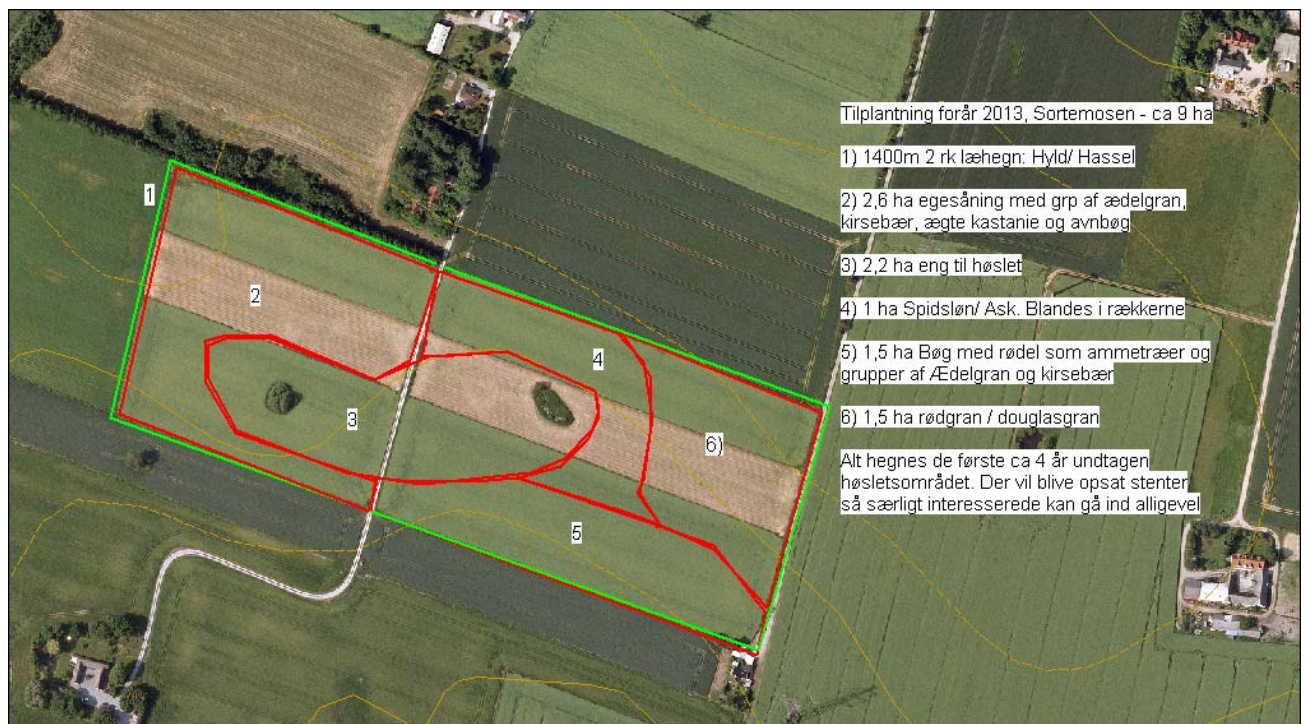 Tilplantning forår 2013, Sortemosen - ca 9 ha
1) 1400m 2 rk læhegn: Hyld/ Hassel
2) 2,6 ha egesåning med grp af ædelgran,
kirsebær, ægte kastanie og avnbøg
3) 2,2 ha eng til høslet
4) 1 ha Spidsløn/ Ask. Blandes i rækkerne
5) 1,5 ha Bøg med rødel som ammetræer og
grupper af Ædelgran og kirsebær
6) 1,5 ha rødgran / douglasgran
Alt hegnes de første ca 4 år undtagen
høsletsområdet. Der vil blive opsat stenter
så særligt interesserede kan gå ind alligevel
1
2
3
4
6)
5